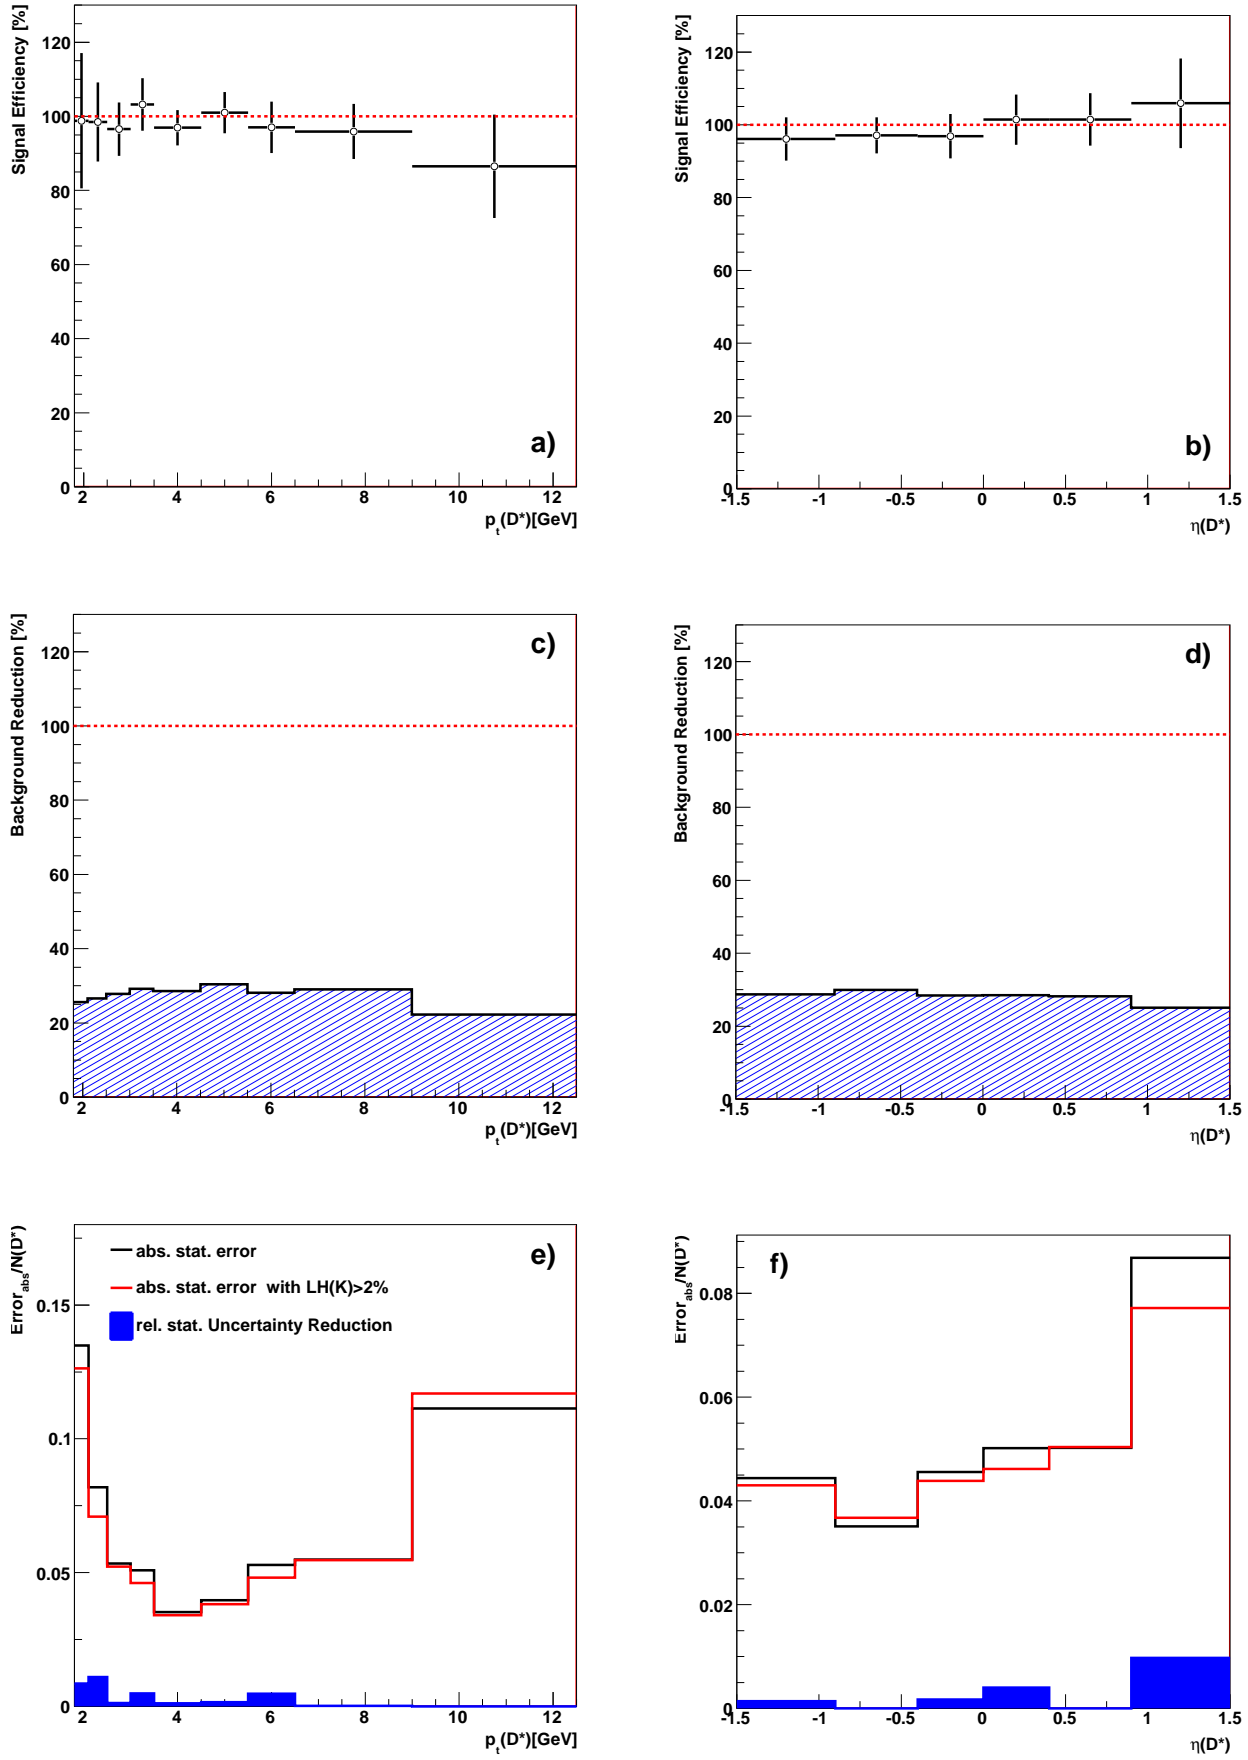 Signal Efficiency [%]
120
100
80
60
40
20
0
2 4 6 8 10 12
p_t(D*)[GeV]
a)
Signal Efficiency [%]
120
100
80
60
40
20
0
-1.5 -1 -0.5 0 0.5 1 1.5
η(D*)
b)
Background Reduction [%]
120
100
80
60
40
20
0
2 4 6 8 10 12
p_t(D*)[GeV]
c)
Background Reduction [%]
120
100
80
60
40
20
0
-1.5 -1 -0.5 0 0.5 1 1.5
η(D*)
d)
Error_abs/N(D*)
e)
abs. stat. error
abs. stat. error with LH(K)>2%
rel. stat. Uncertainty Reduction
0.15
0.1
0.05
0
2 4 6 8 10 12
p_t(D*)[GeV]
Error_abs/N(D*)
f)
0.08
0.06
0.04
0.02
0
-1.5 -1 -0.5 0 0.5 1 1.5
η(D*)